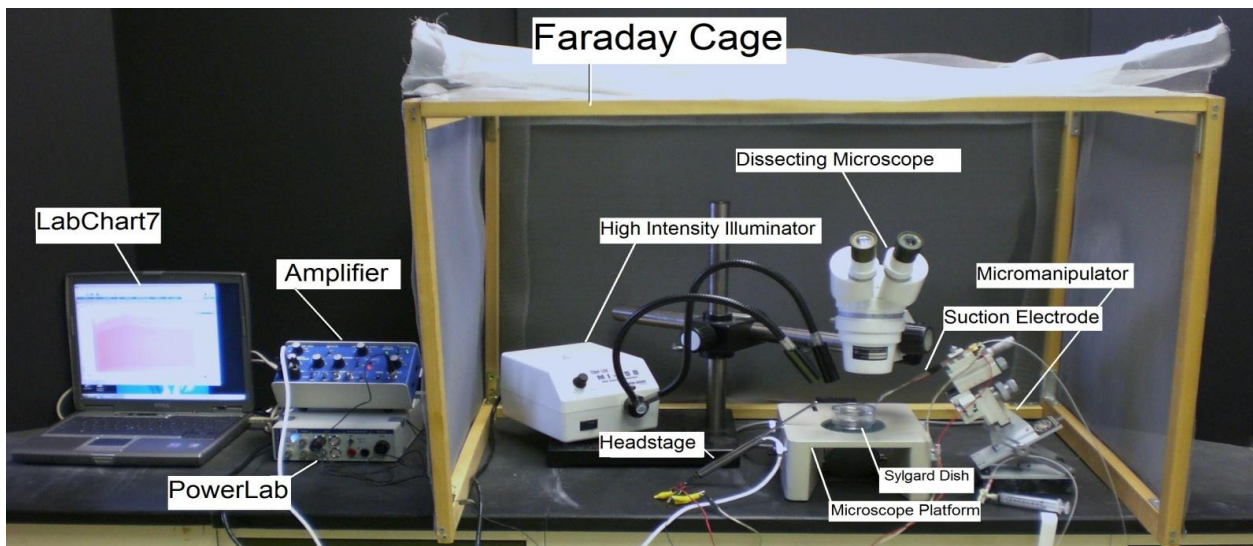 Faraday Cage
Dissecting Microscope
LabChart7
High Intensity Illuminator
Amplifier
Micromanipulator
Suction Electrode
Headstage
Sylgard Dish
PowerLab
Microscope Platform